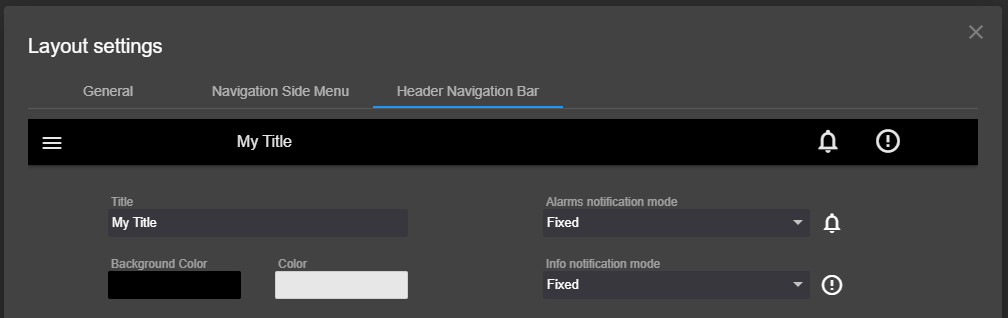 Layout settings
General Navigation Side Menu Header Navigation Bar
My Title
Title
My Title
Alarms notification mode
Fixed
Background Color Color
Info notification mode
Fixed